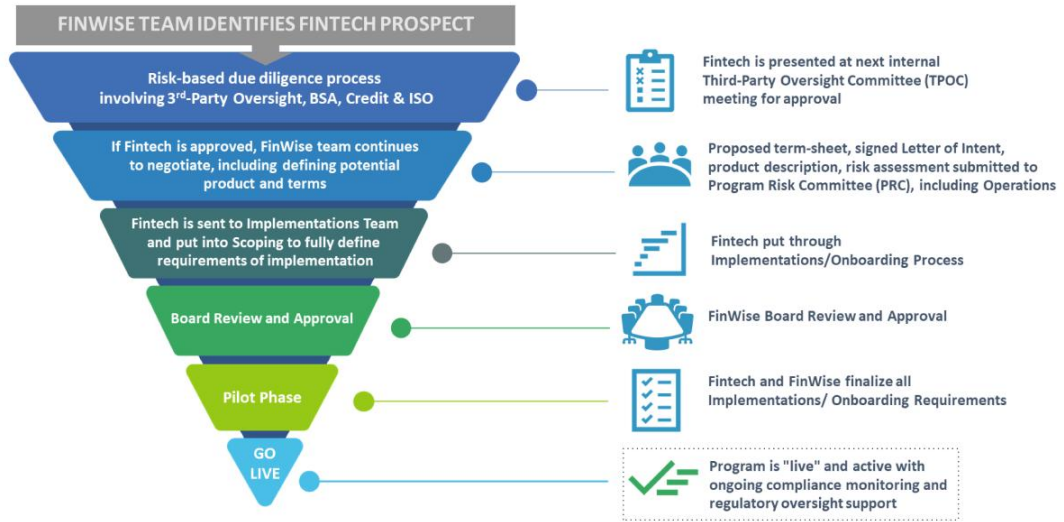 FINWISE TEAM IDENTIFIES FINTECH PROSPECT
Risk-based due diligence process
involving 3rd-Party Oversight, BSA, Credit & ISO
Fintech is presented at next internal
Third-Party Oversight Committee (TPOC)
meeting for approval
If Fintech is approved, FinWise team continues
to negotiate, including defining potential
product and terms
Proposed term-sheet, signed Letter of Intent,
product description, risk assessment submitted to
Program Risk Committee (PRC), including Operations
Fintech is sent to Implementations Team
and put into Scoping to fully define
requirements of implementation
Fintech put through
Implementations/Onboarding Process
Board Review and Approval
FinWise Board Review and Approval
Pilot Phase
Fintech and FinWise finalize all
Implementations/ Onboarding Requirements
GO
LIVE
Program is "live" and active with
ongoing compliance monitoring and
regulatory oversight support